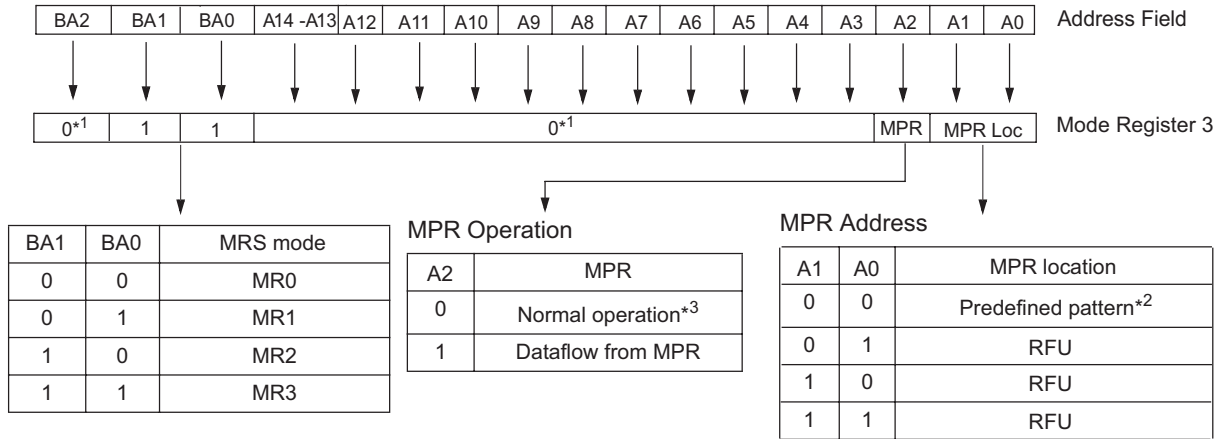 BA2 BA1 BA0 A14 -A13 A12 A11 A10 A9 A8 A7 A6 A5 A4 A3 A2 A1 A0 Address Field
0*1 1 1 0*1 MPR MPR Loc Mode Register 3
BA1 BA0 MRS mode
0 0 MR0
0 1 MR1
1 0 MR2
1 1 MR3
MPR Operation
A2 MPR
0 Normal operation*3
1 Dataflow from MPR
MPR Address
A1 A0 MPR location
0 0 Predefined pattern*2
0 1 RFU
1 0 RFU
1 1 RFU